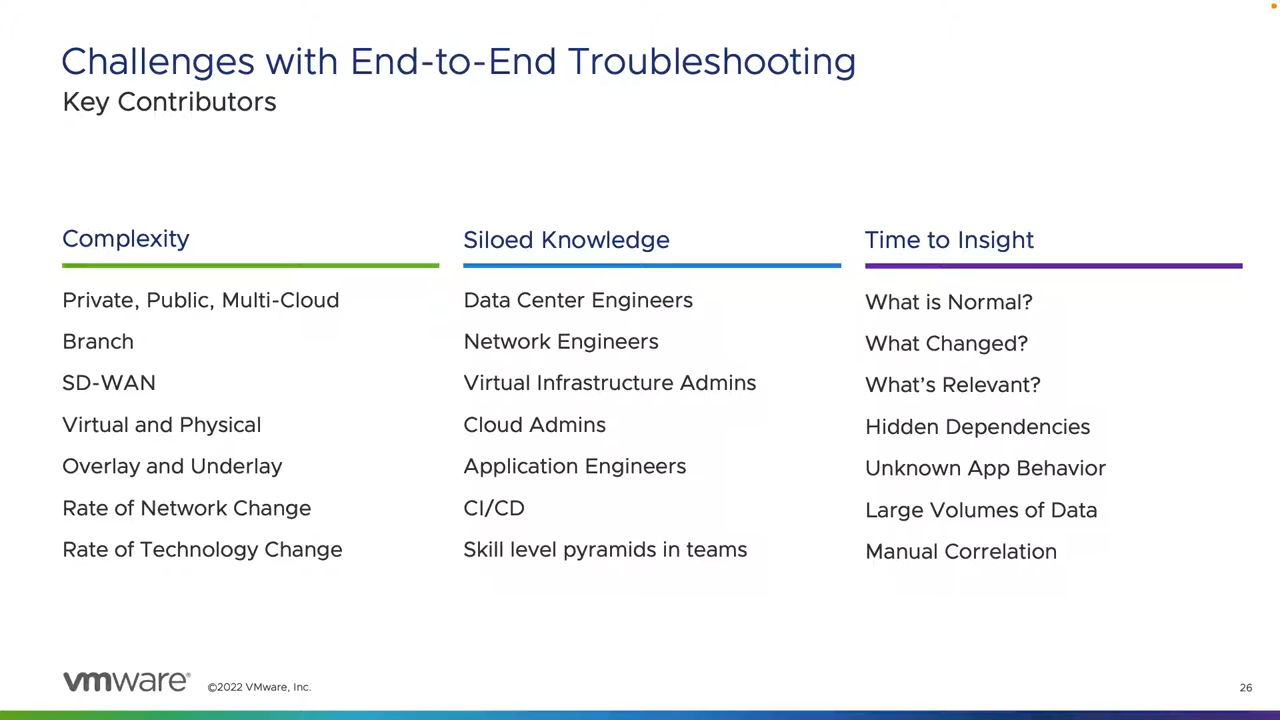 Challenges with End-to-End Troubleshooting
Key Contributors
Complexity
Private, Public, Multi-Cloud
Branch
SD-WAN
Virtual and Physical
Overlay and Underlay
Rate of Network Change
Rate of Technology Change
Siloed Knowledge
Data Center Engineers
Network Engineers
Virtual Infrastructure Admins
Cloud Admins
Application Engineers
CI/CD
Skill level pyramids in teams
Time to Insight
What is Normal?
What Changed?
What’s Relevant?
Hidden Dependencies
Unknown App Behavior
Large Volumes of Data
Manual Correlation
vmware®
©2022 VMware, Inc.
26